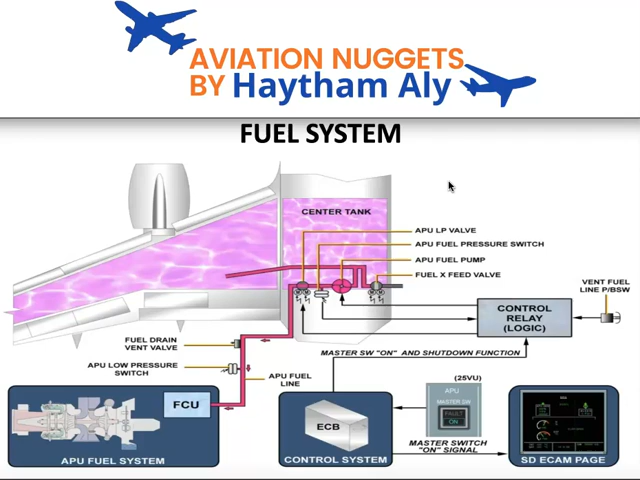 AVIATION NUGGETS
BY Haytham Aly
FUEL SYSTEM
CENTER TANK
APU LP VALVE
APU FUEL PRESSURE SWITCH
APU FUEL PUMP
FUEL X FEED VALVE
VENT FUEL
LINE P/BSW
CONTROL
RELAY
(LOGIC)
FUEL DRAIN
VENT VALVE
MASTER SW "ON" AND SHUTDOWN FUNCTION
APU LOW PRESSURE
SWITCH
APU FUEL
LINE
(25VU)
APU
MASTER SW
FAULT
ON
FCU
ECB
MASTER SWITCH
"ON" SIGNAL
APU FUEL SYSTEM
CONTROL SYSTEM
SD ECAM PAGE